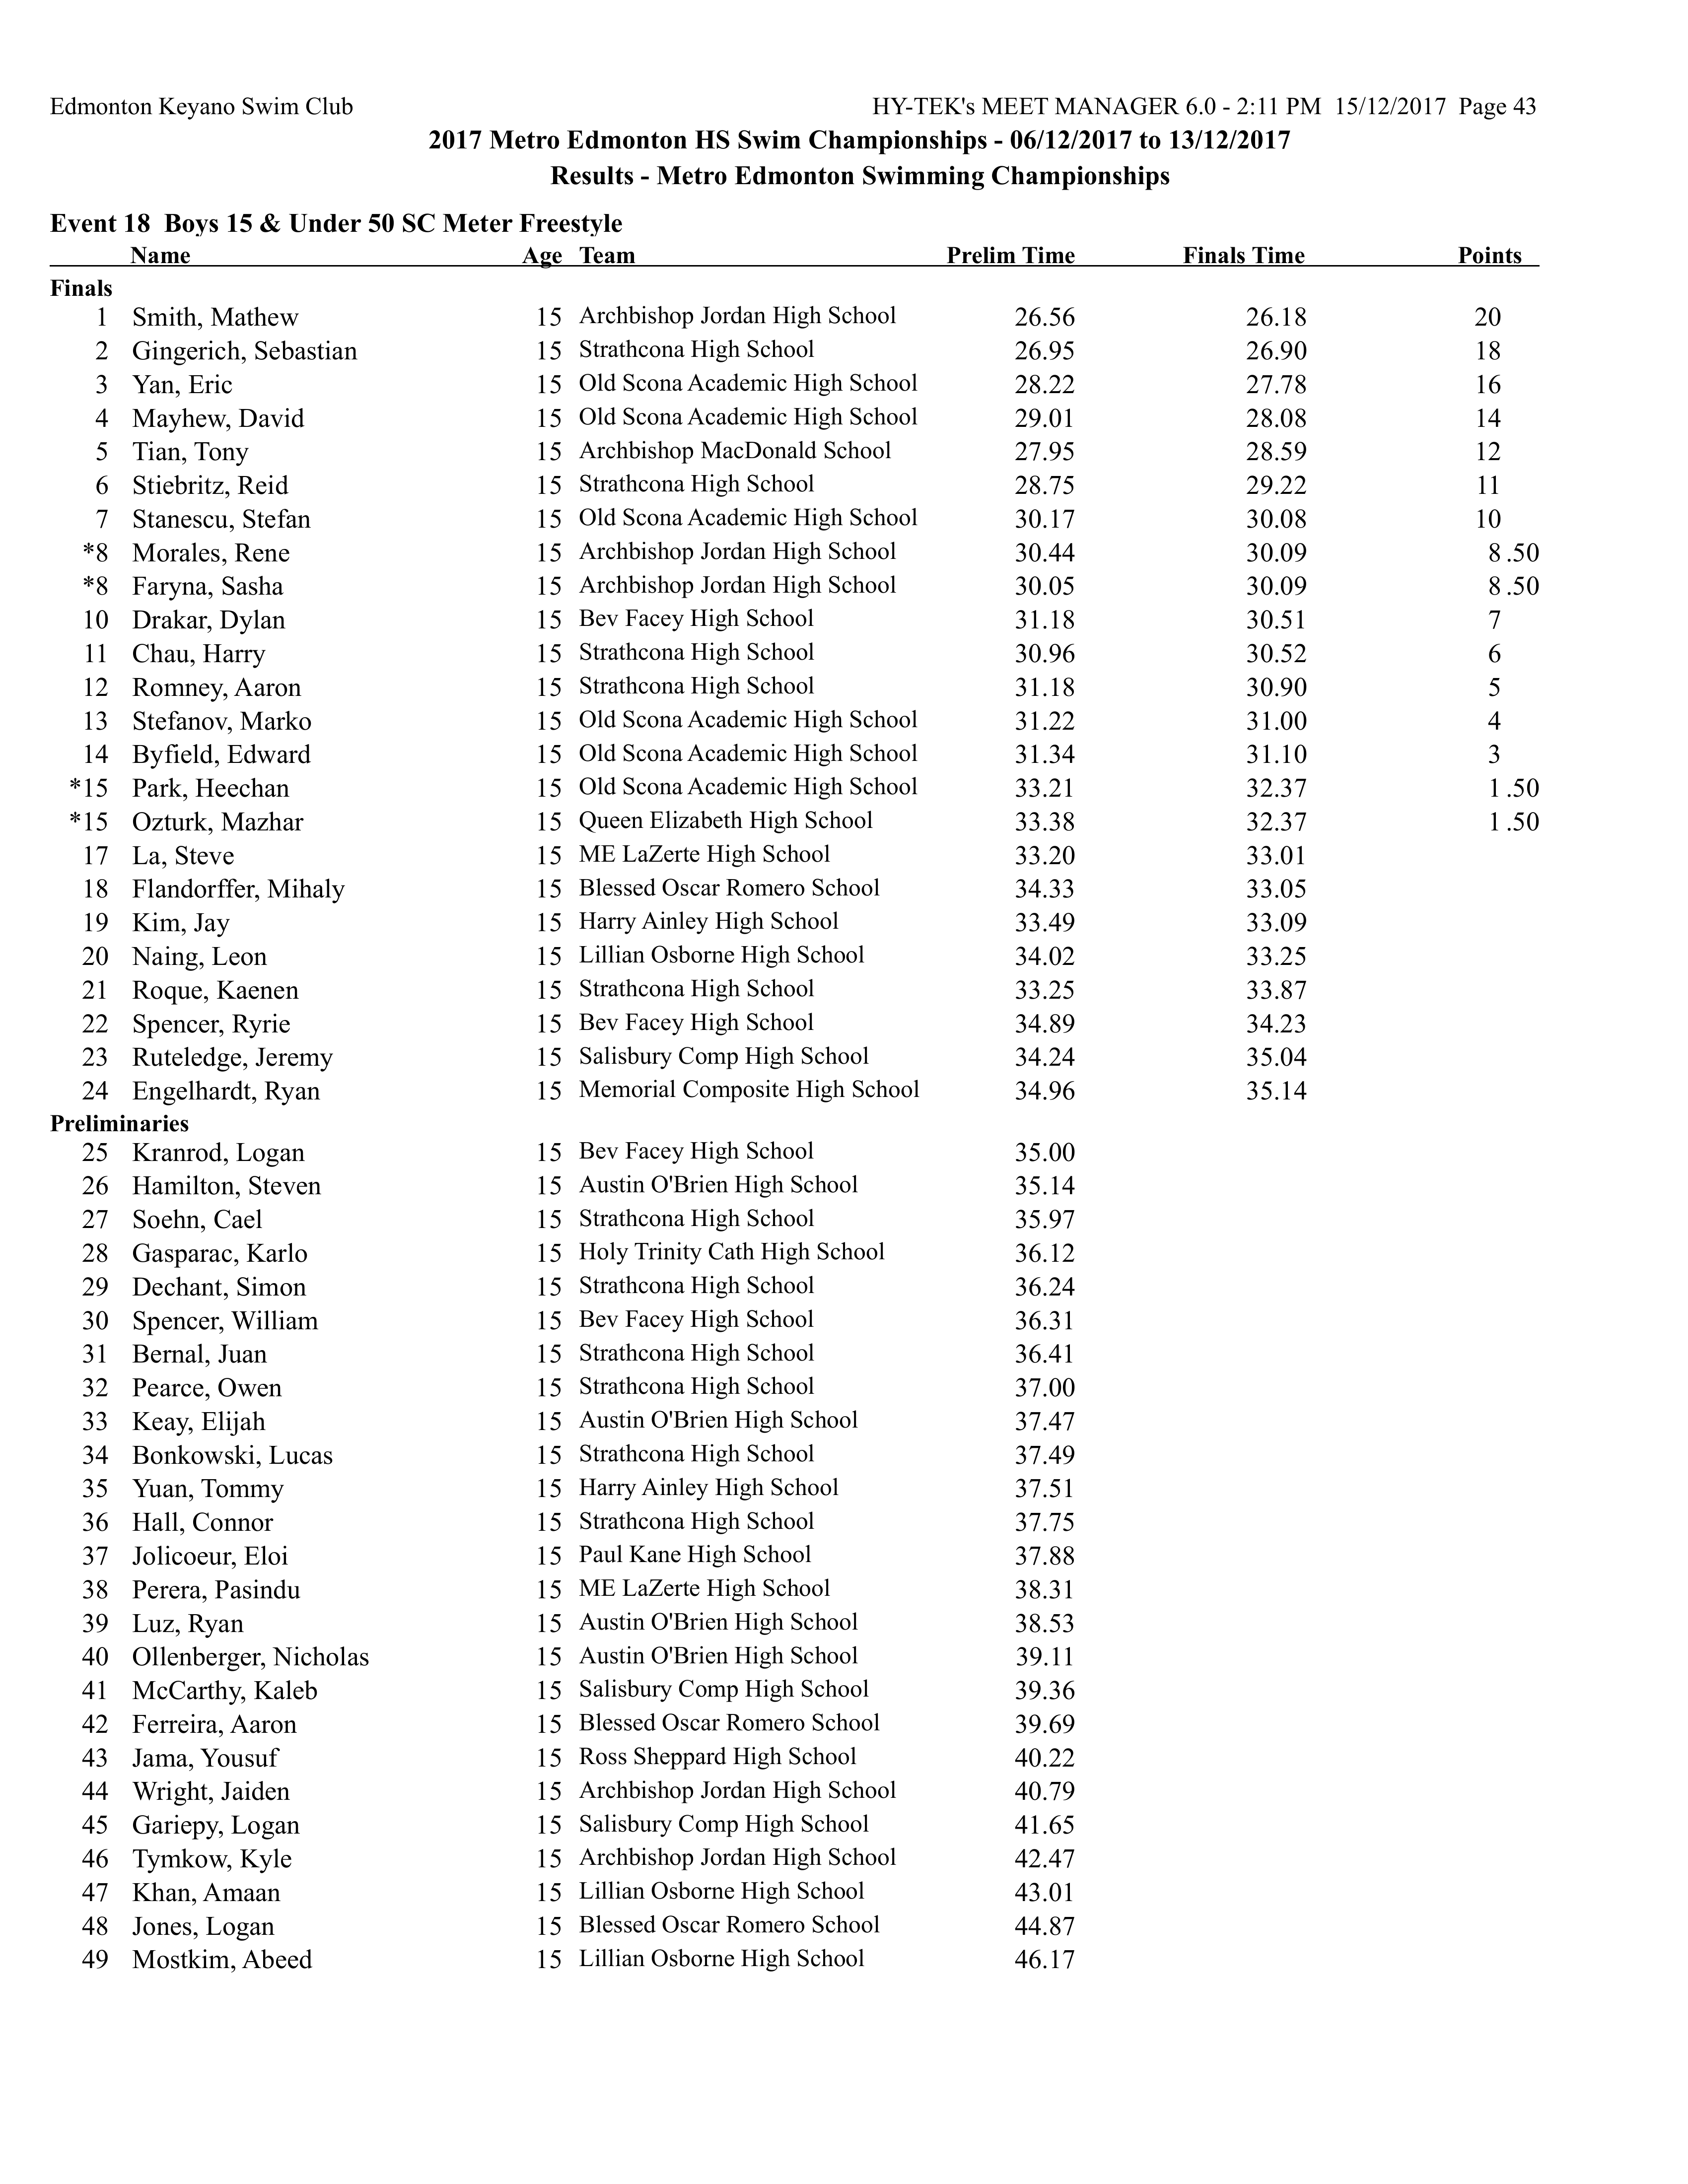 Edmonton Keyano Swim Club HY-TEK's MEET MANAGER 6.0 - 2:11 PM 15/12/2017 Page 43
2017 Metro Edmonton HS Swim Championships - 06/12/2017 to 13/12/2017
Results - Metro Edmonton Swimming Championships
Event 18 Boys 15 & Under 50 SC Meter Freestyle
Name Age Team Prelim Time Finals Time Points
Finals
1 Smith, Mathew 15 Archbishop Jordan High School 26.56 26.18 20
2 Gingerich, Sebastian 15 Strathcona High School 26.95 26.90 18
3 Yan, Eric 15 Old Scona Academic High School 28.22 27.78 16
4 Mayhew, David 15 Old Scona Academic High School 29.01 28.08 14
5 Tian, Tony 15 Archbishop MacDonald School 27.95 28.59 12
6 Stiebritz, Reid 15 Strathcona High School 28.75 29.22 11
7 Stanescu, Stefan 15 Old Scona Academic High School 30.17 30.08 10
*8 Morales, Rene 15 Archbishop Jordan High School 30.44 30.09 8.50
*8 Faryna, Sasha 15 Archbishop Jordan High School 30.05 30.09 8.50
10 Drakar, Dylan 15 Bev Facey High School 31.18 30.51 7
11 Chau, Harry 15 Strathcona High School 30.96 30.52 6
12 Romney, Aaron 15 Strathcona High School 31.18 30.90 5
13 Stefanov, Marko 15 Old Scona Academic High School 31.22 31.00 4
14 Byfield, Edward 15 Old Scona Academic High School 31.34 31.10 3
*15 Park, Heechan 15 Old Scona Academic High School 33.21 32.37 1.50
*15 Ozturk, Mazhar 15 Queen Elizabeth High School 33.38 32.37 1.50
17 La, Steve 15 ME LaZerte High School 33.20 33.01
18 Flandorffer, Mihaly 15 Blessed Oscar Romero School 34.33 33.05
19 Kim, Jay 15 Harry Ainley High School 33.49 33.09
20 Naing, Leon 15 Lillian Osborne High School 34.02 33.25
21 Roque, Kaenen 15 Strathcona High School 33.25 33.87
22 Spencer, Ryrie 15 Bev Facey High School 34.89 34.23
23 Ruteledge, Jeremy 15 Salisbury Comp High School 34.24 35.04
24 Engelhardt, Ryan 15 Memorial Composite High School 34.96 35.14
Preliminaries
25 Kranrod, Logan 15 Bev Facey High School 35.00
26 Hamilton, Steven 15 Austin O'Brien High School 35.14
27 Soehn, Cael 15 Strathcona High School 35.97
28 Gasparac, Karlo 15 Holy Trinity Cath High School 36.12
29 Dechant, Simon 15 Strathcona High School 36.24
30 Spencer, William 15 Bev Facey High School 36.31
31 Bernal, Juan 15 Strathcona High School 36.41
32 Pearce, Owen 15 Strathcona High School 37.00
33 Keay, Elijah 15 Austin O'Brien High School 37.47
34 Bonkowski, Lucas 15 Strathcona High School 37.49
35 Yuan, Tommy 15 Harry Ainley High School 37.51
36 Hall, Connor 15 Strathcona High School 37.75
37 Jolicoeur, Eloi 15 Paul Kane High School 37.88
38 Perera, Pasindu 15 ME LaZerte High School 38.31
39 Luz, Ryan 15 Austin O'Brien High School 38.53
40 Ollenberger, Nicholas 15 Austin O'Brien High School 39.11
41 McCarthy, Kaleb 15 Salisbury Comp High School 39.36
42 Ferreira, Aaron 15 Blessed Oscar Romero School 39.69
43 Jama, Yousuf 15 Ross Sheppard High School 40.22
44 Wright, Jaiden 15 Archbishop Jordan High School 40.79
45 Gariepy, Logan 15 Salisbury Comp High School 41.65
46 Tymkow, Kyle 15 Archbishop Jordan High School 42.47
47 Khan, Amaan 15 Lillian Osborne High School 43.01
48 Jones, Logan 15 Blessed Oscar Romero School 44.87
49 Mostkim, Abeed 15 Lillian Osborne High School 46.17